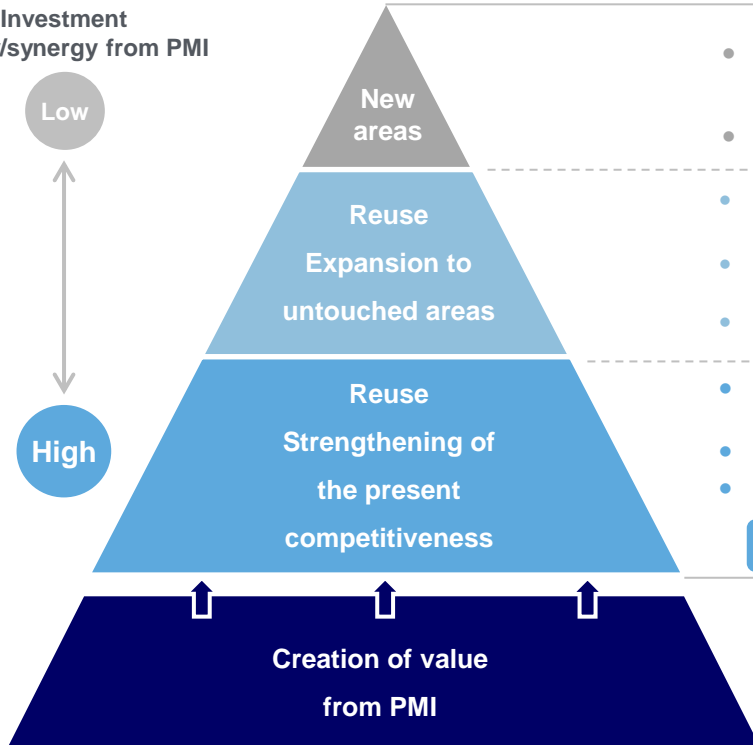 Investment
/synergy from PMI
Low
New
areas
Reuse
Expansion to
untouched areas
High
Reuse
Strengthening of
the present
competitiveness
Creation of value
from PMI